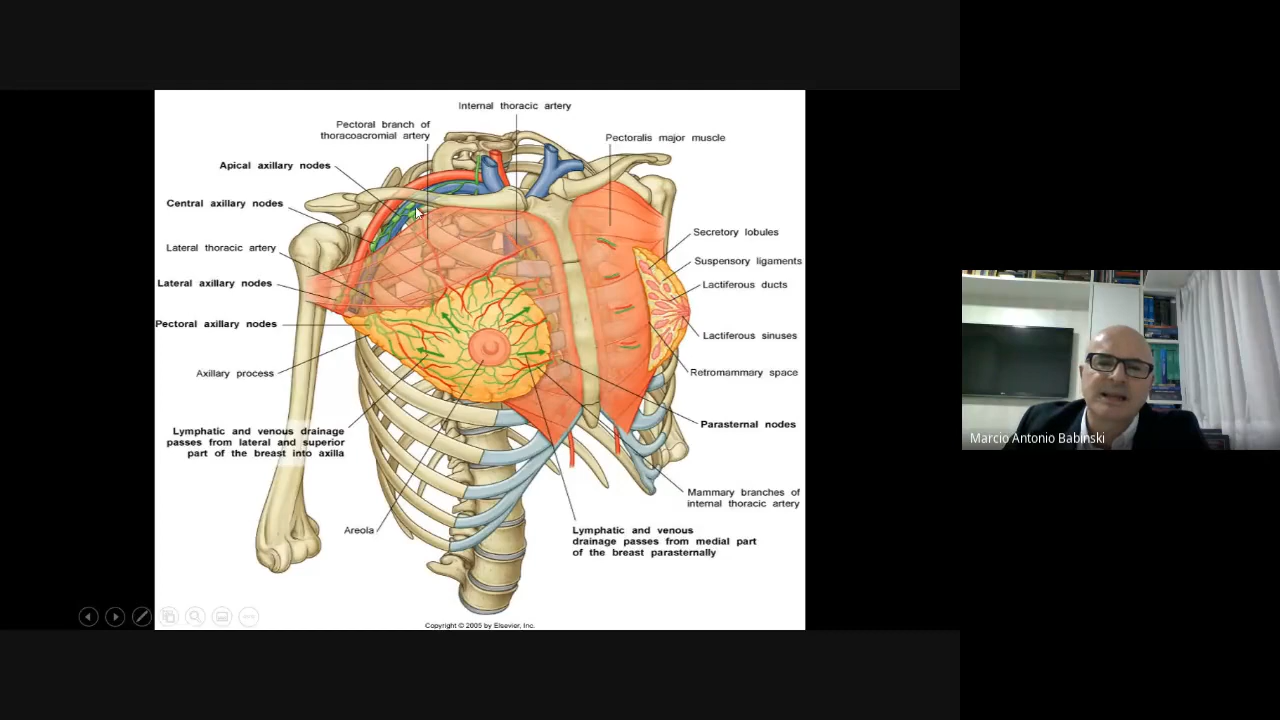 Internal thoracic artery
Pectoral branch of
thoracoacromial artery
Pectoralis major muscle
Apical axillary nodes
Central axillary nodes
Secretory lobules
Lateral thoracic artery
Suspensory ligaments
Lateral axillary nodes
Lactiferous ducts
Pectoral axillary nodes
Lactiferous sinuses
Axillary process
Retromammary space
Lymphatic and venous drainage
passes from lateral and superior
part of the breast into axilla
Parasternal nodes
Mammary branches of
internal thoracic artery
Areola
Lymphatic and venous
drainage passes from medial part
of the breast parasternally
Copyright © 2005 by Elsevier, Inc.
Marcio Antonio Babinski